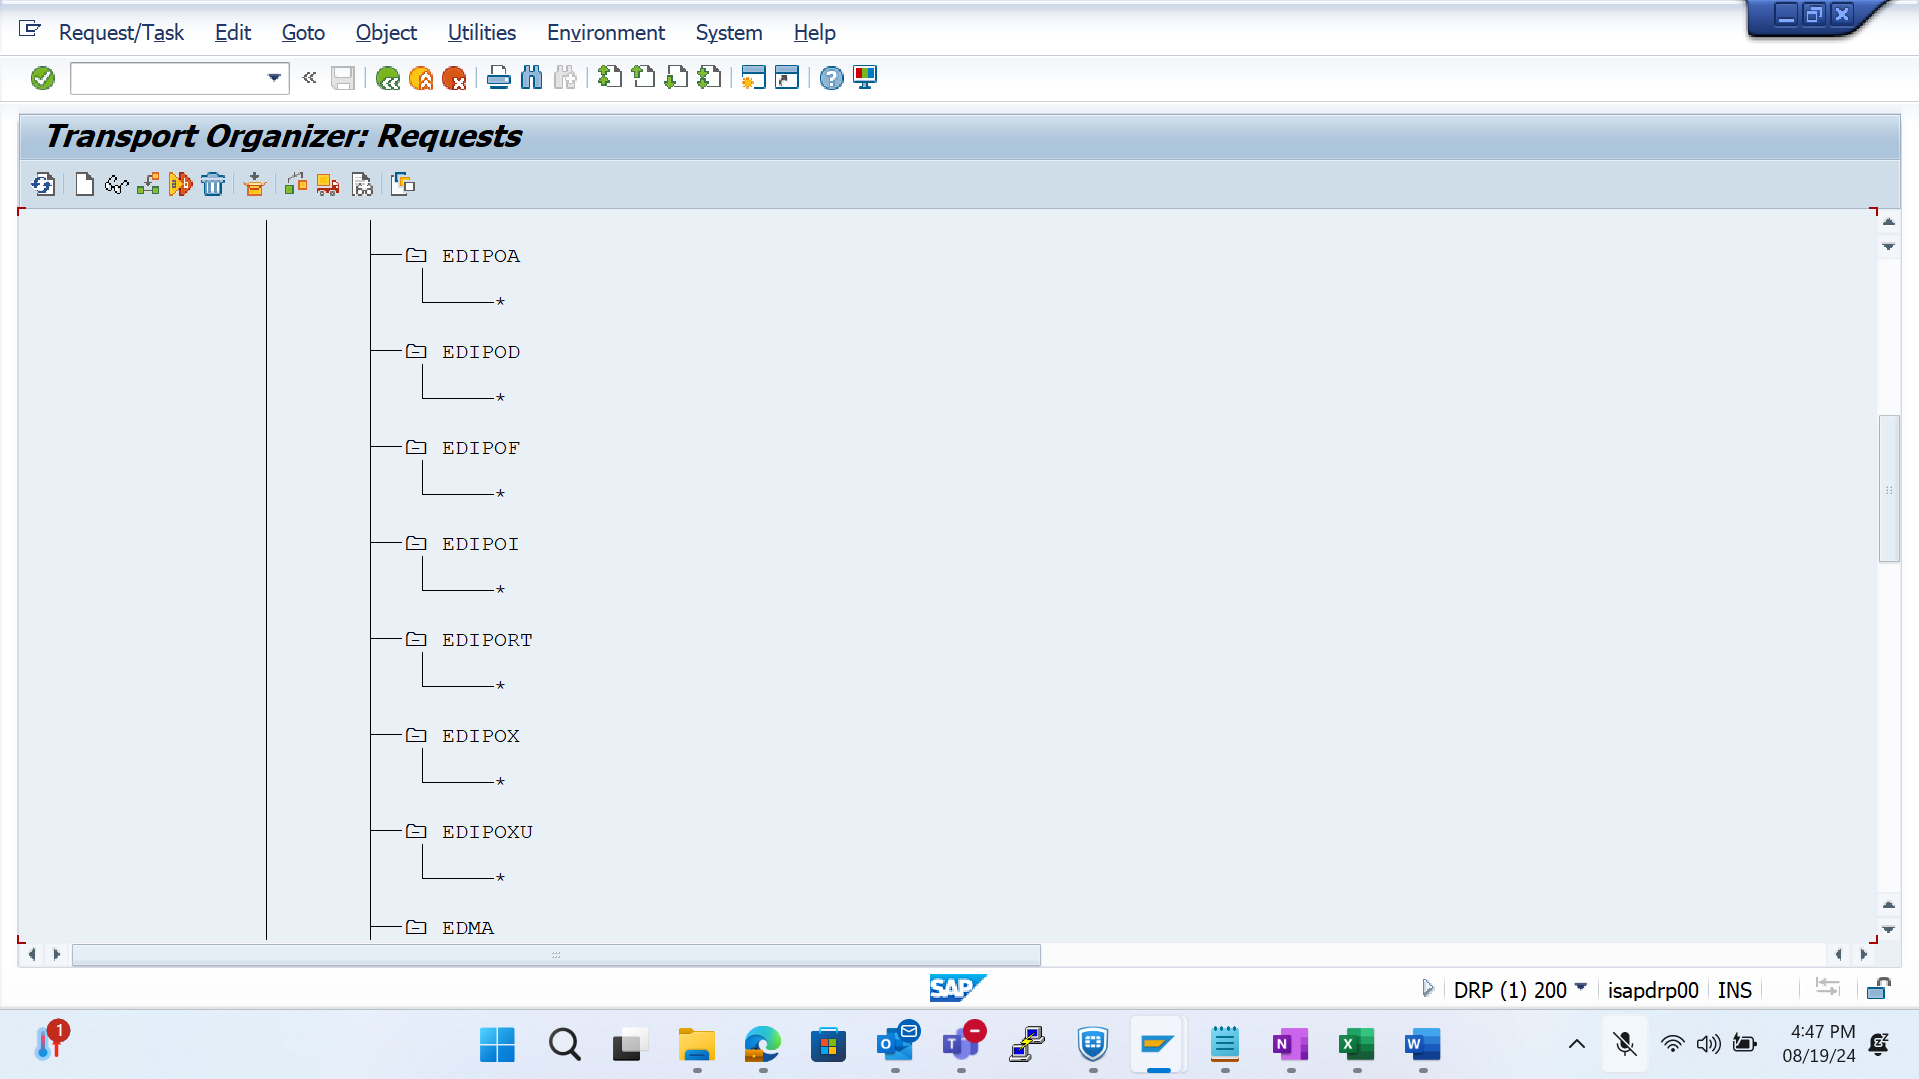 Request/Task Edit Goto Object Utilities Environment System Help
Transport Organizer: Requests
EDIPOA
*
EDIPOD
*
EDIPOF
*
EDIPOI
*
EDIPORT
*
EDIPOX
*
EDIPOXU
*
EDMA
SAP
DRP (1) 200 isapdrp00 INS
1
4:47 PM
08/19/24